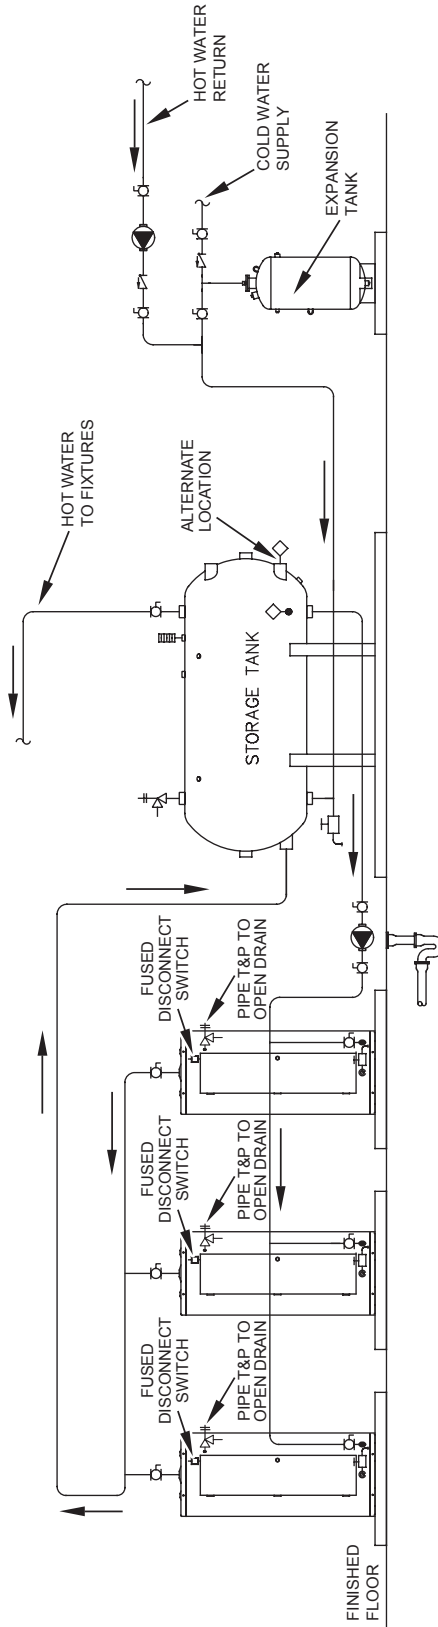 HOT WATER
RETURN
COLD WATER
SUPPLY
EXPANSION
TANK
HOT WATER
TO FIXTURES
ALTERNATE
LOCATION
STORAGE TANK
FUSED
DISCONNECT
SWITCH
PIPE T&P TO
OPEN DRAIN
FUSED
DISCONNECT
SWITCH
PIPE T&P TO
OPEN DRAIN
FUSED
DISCONNECT
SWITCH
PIPE T&P TO
OPEN DRAIN
FINISHED
FLOOR